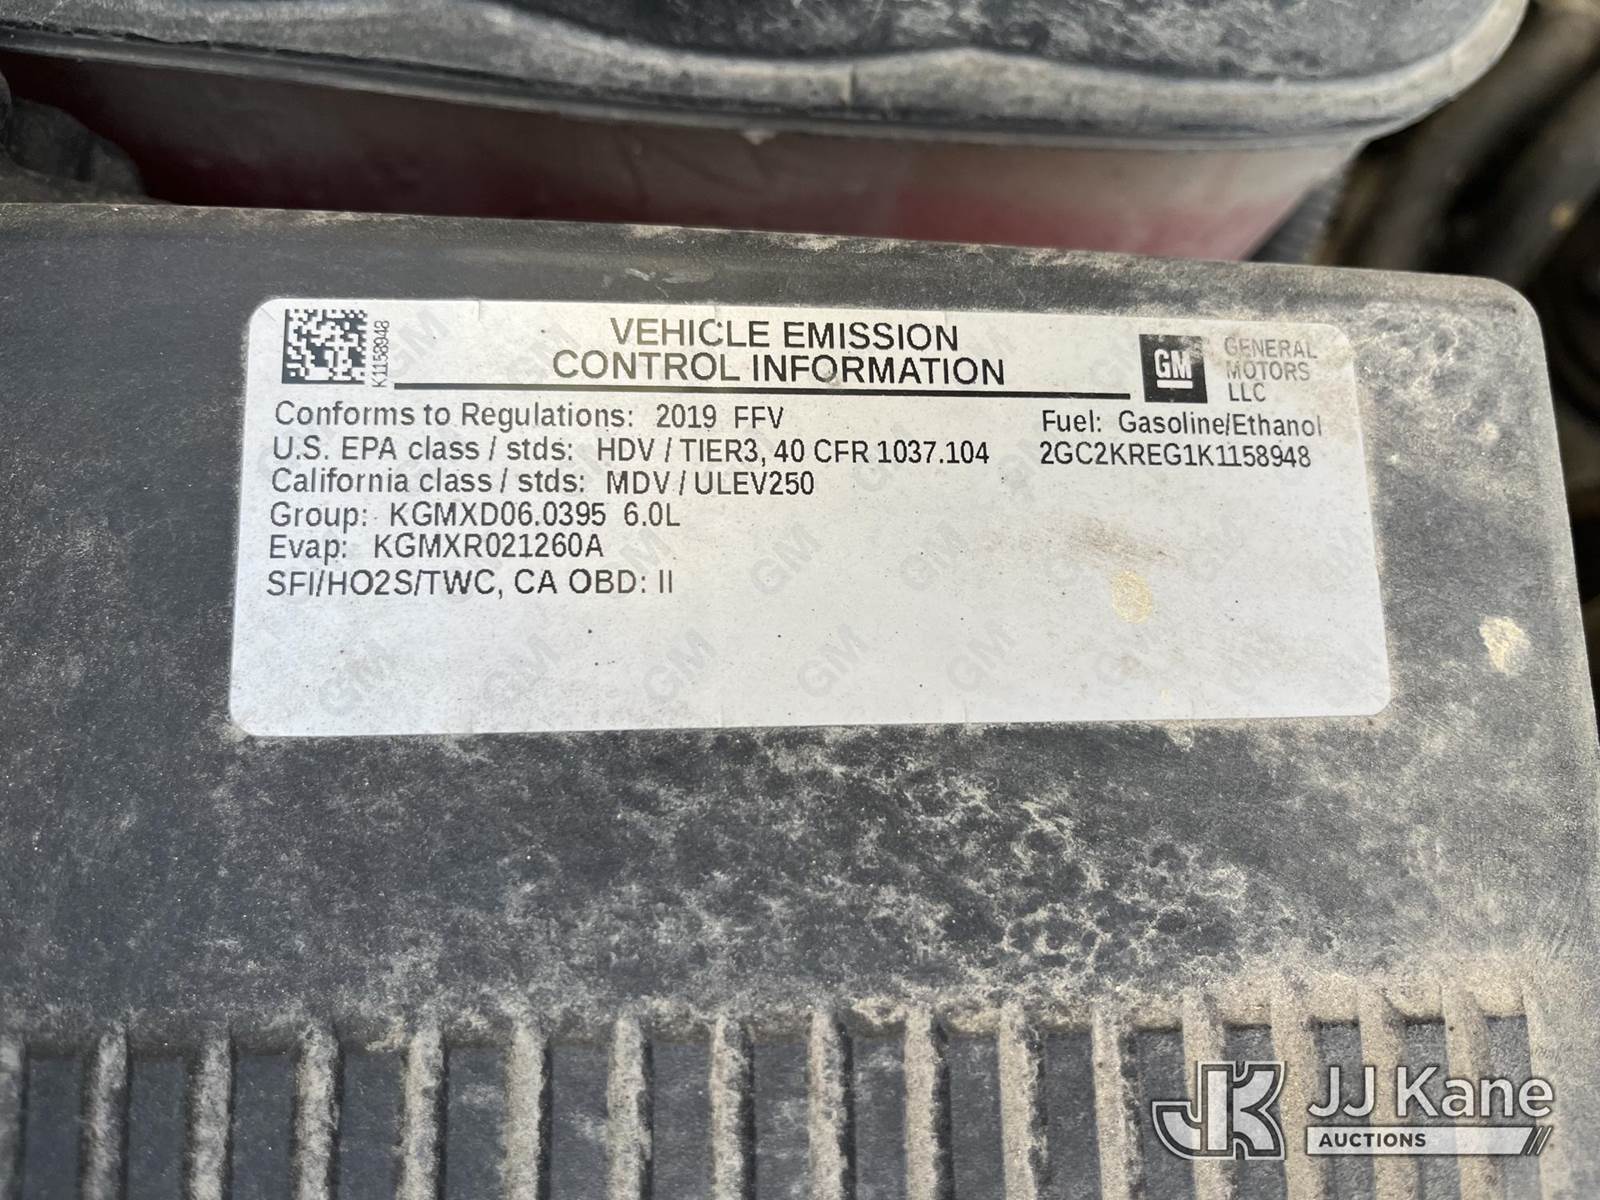 K1158948
VEHICLE EMISSION
CONTROL INFORMATION
GM
GENERAL
MOTORS
LLC
Conforms to Regulations: 2019 FFV
Fuel: Gasoline/Ethanol
U.S. EPA class / stds: HDV / TIER3, 40 CFR 1037.104
2GC2KREG1K1158948
California class / stds: MDV / ULEV250
Group: KGMXD06.0395 6.0L
Evap: KGMXR021260A
SFI/HO2S/TWC, CA OBD: II
JK
JJ Kane
AUCTIONS